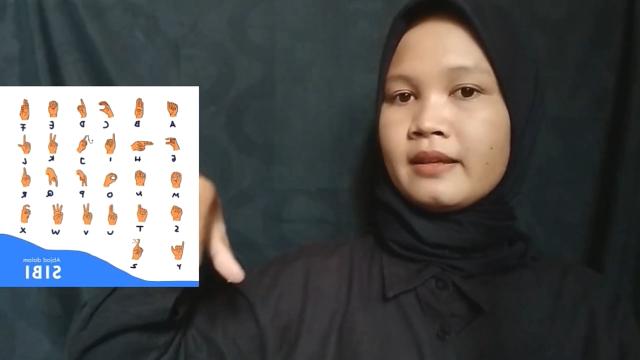 A B C D E F
G H I J K L
M N O P Q R
S T U V W X
Y Z
Abjad dalam
SIBI